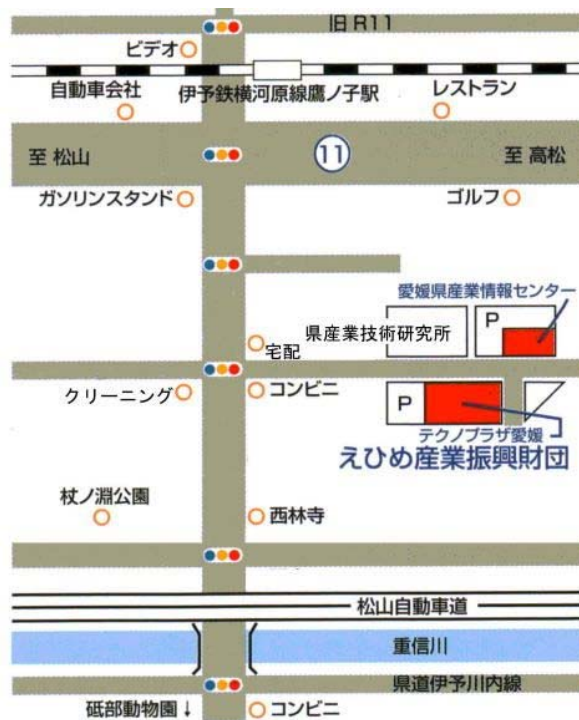 旧 R11
ビデオ
自動車会社
伊予鉄横河原線鷹ノ子駅
レストラン
至 松山
11
至 高松
ガソリンスタンド
ゴルフ
愛媛県産業情報センター
P
県産業技術研究所
宅配
クリーニング
コンビニ
P
テクノプラザ愛媛
えひめ産業振興財団
杖ノ淵公園
西林寺
松山自動車道
重信川
県道伊予川内線
砥部動物園↓
コンビニ